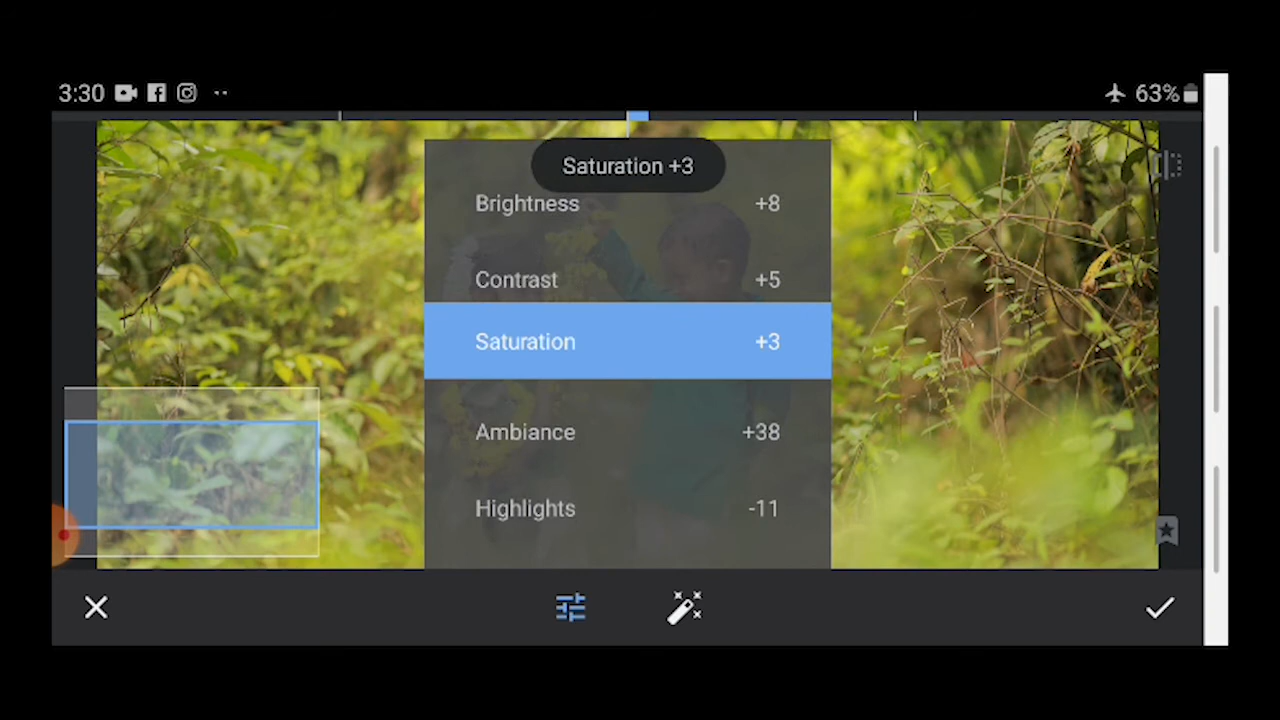 3:30
63%
Saturation +3
Brightness +8
Contrast +5
Saturation +3
Ambiance +38
Highlights -11